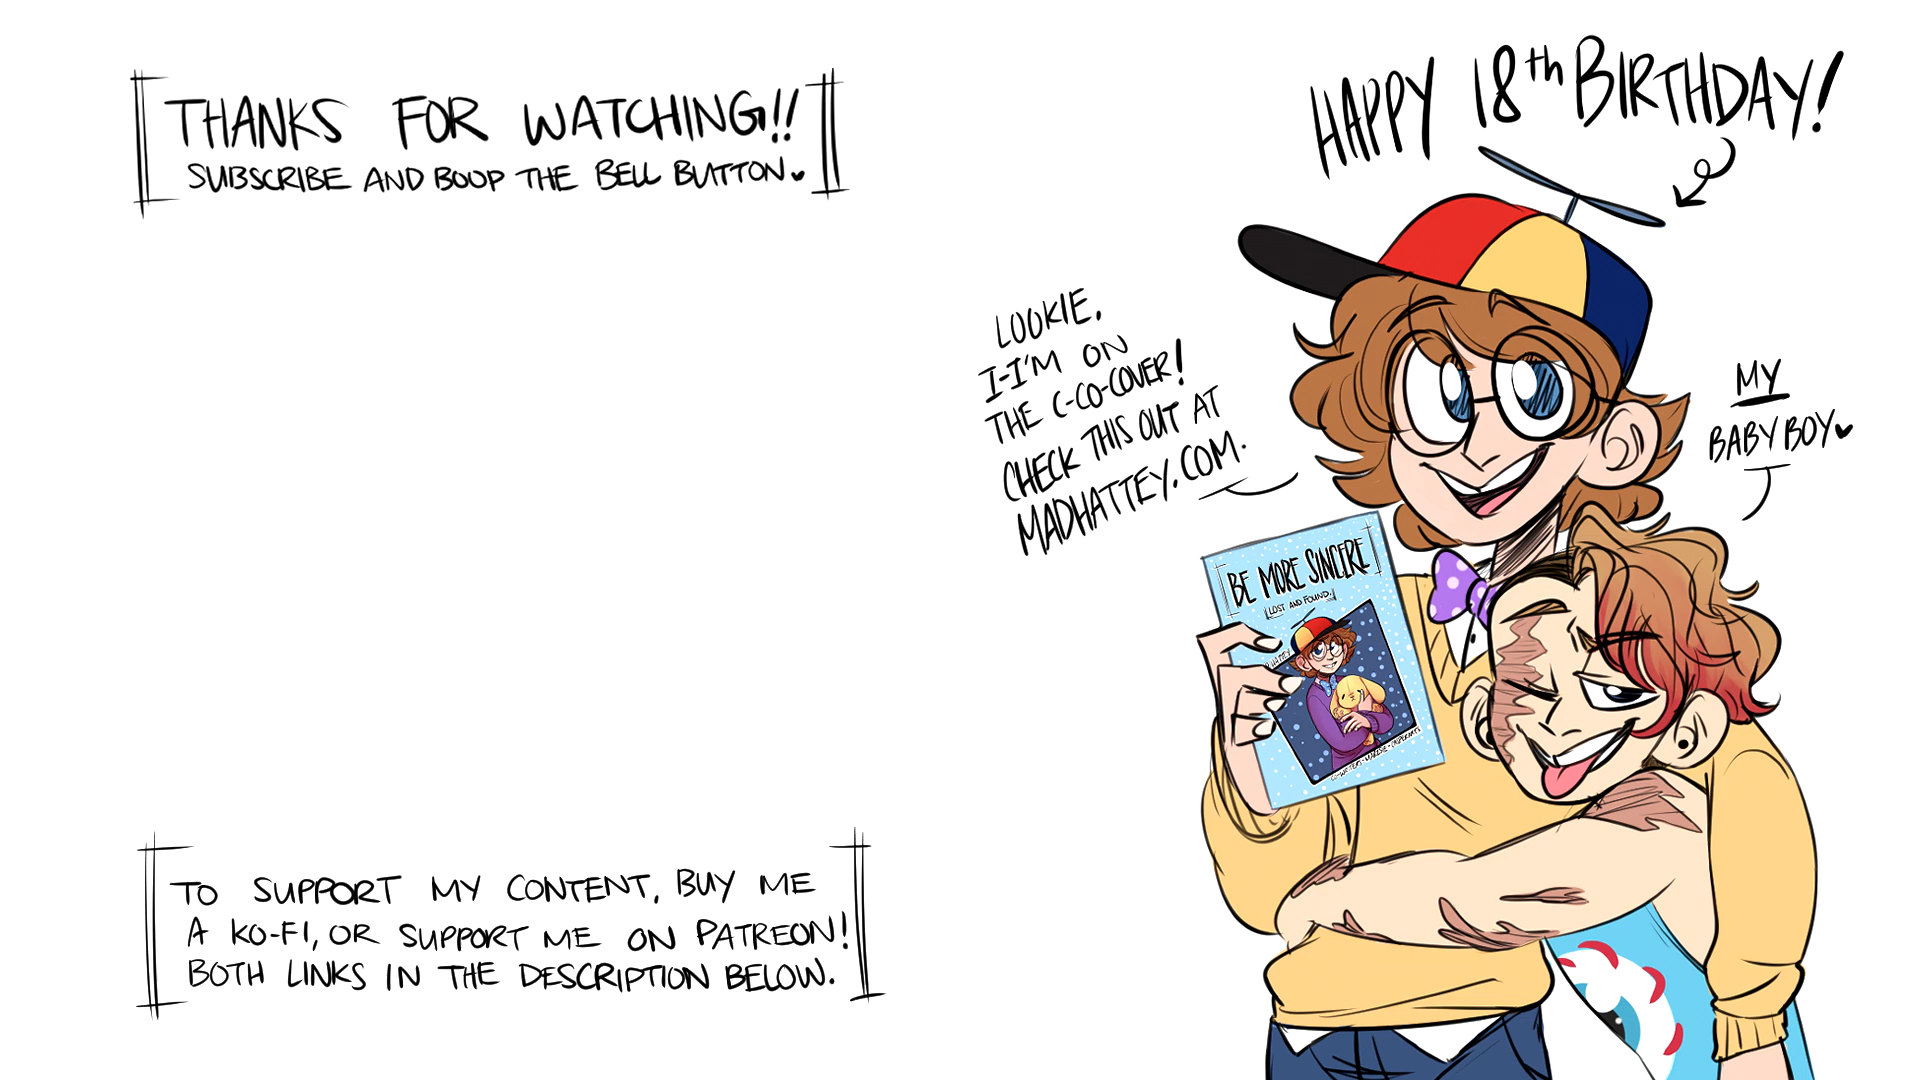 THANKS FOR WATCHING!!
SUBSCRIBE AND BOOP THE BELL BUTTON.
HAPPY 18th BIRTHDAY!
LOOKIE,
I-I'M ON
THE C-CO-COVER!
CHECK THIS OUT AT
MADHATTEY.COM.
MY
BABY BOY
BE MORE SINCERE
LOST AND FOUND.
TO SUPPORT MY CONTENT, BUY ME
A KO-FI, OR SUPPORT ME ON PATREON!
BOTH LINKS IN THE DESCRIPTION BELOW.